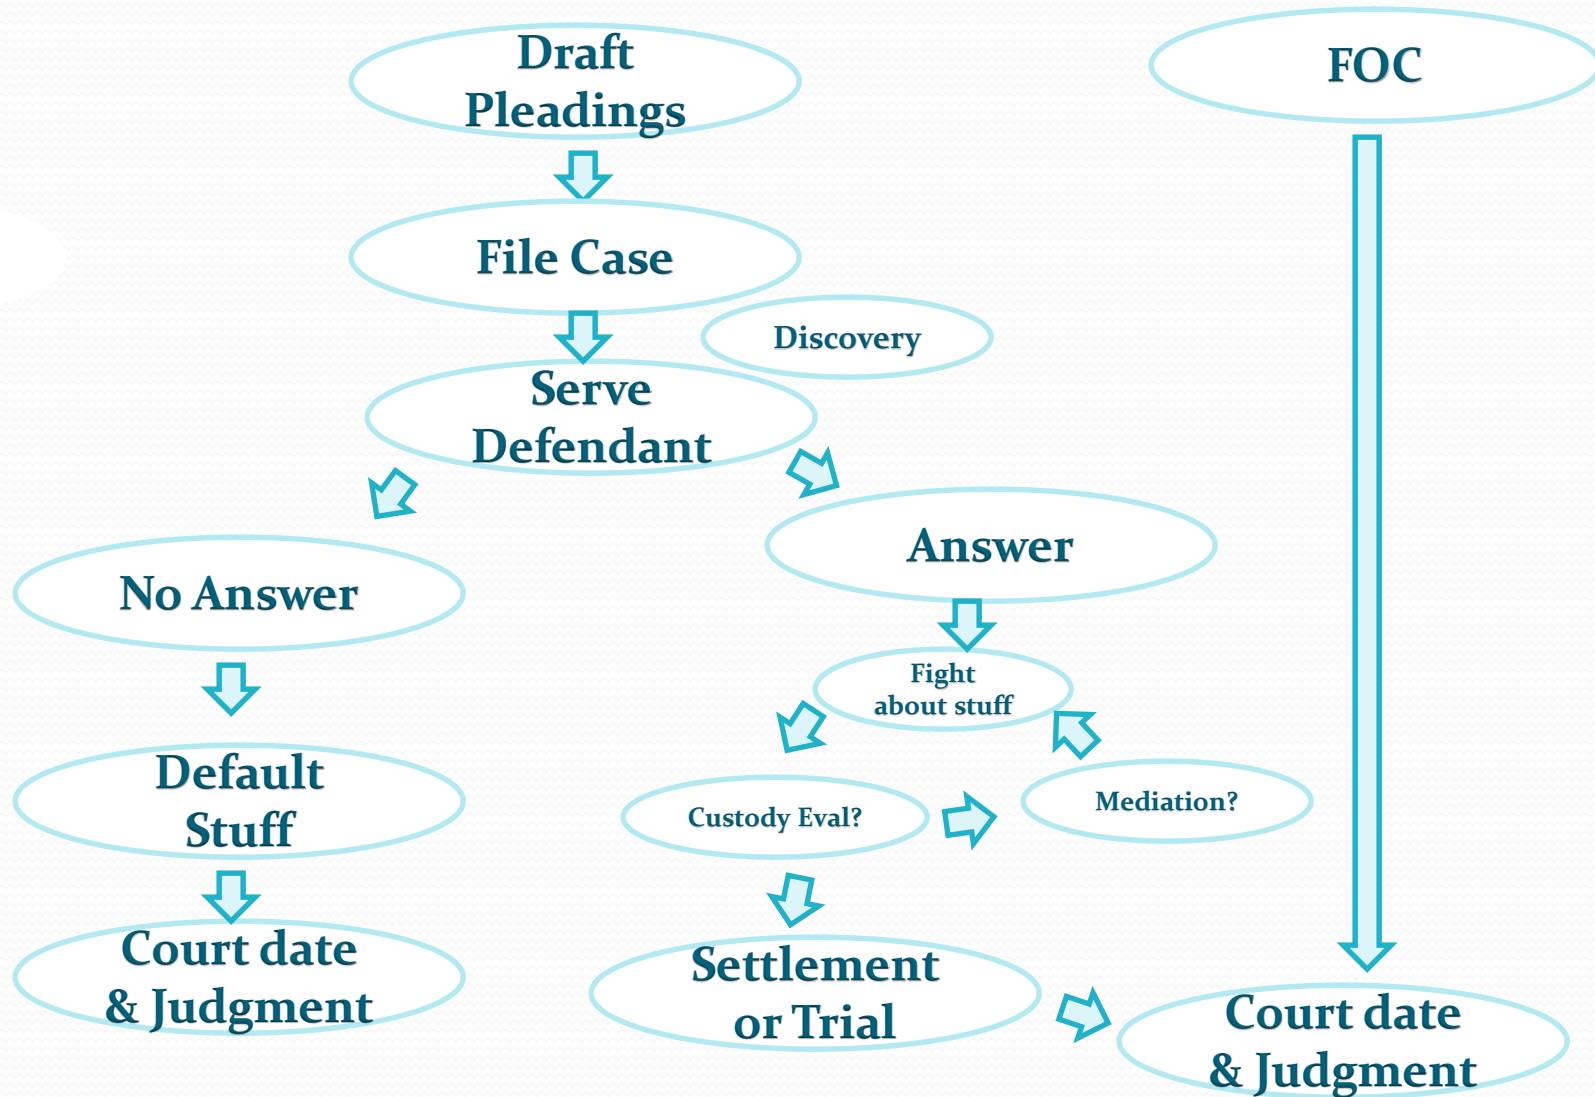 Draft
Pleadings
FOC
File Case
Discovery
Serve
Defendant
Answer
No Answer
Fight
about stuff
Default
Stuff
Custody Eval?
Mediation?
Court date
& Judgment
Settlement
or Trial
Court date
& Judgment